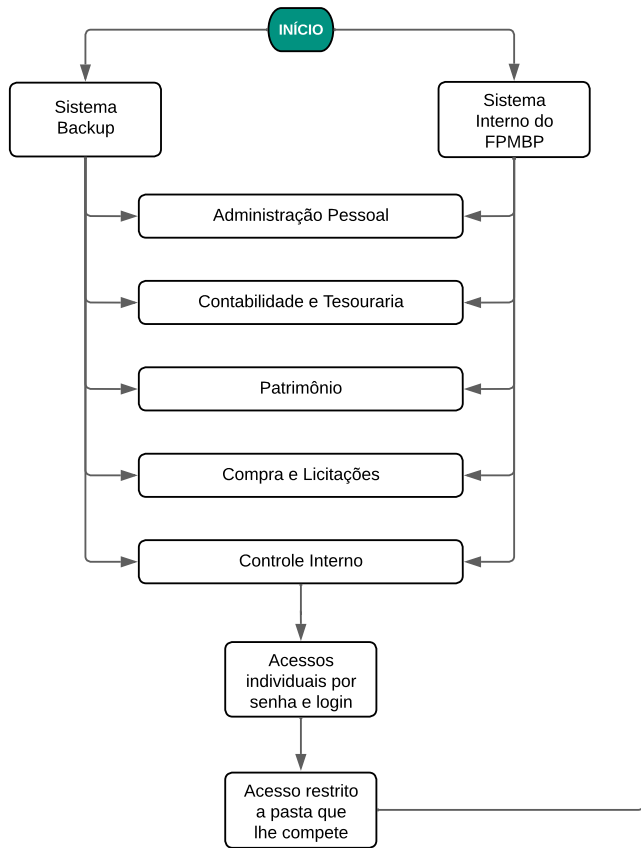 INÍCIO
Sistema
Backup
Sistema
Interno do
FPMBP
Administração Pessoal
Contabilidade e Tesouraria
Patrimônio
Compra e Licitações
Controle Interno
Acessos
individuais por
senha e login
Acesso restrito
a pasta que
lhe compete